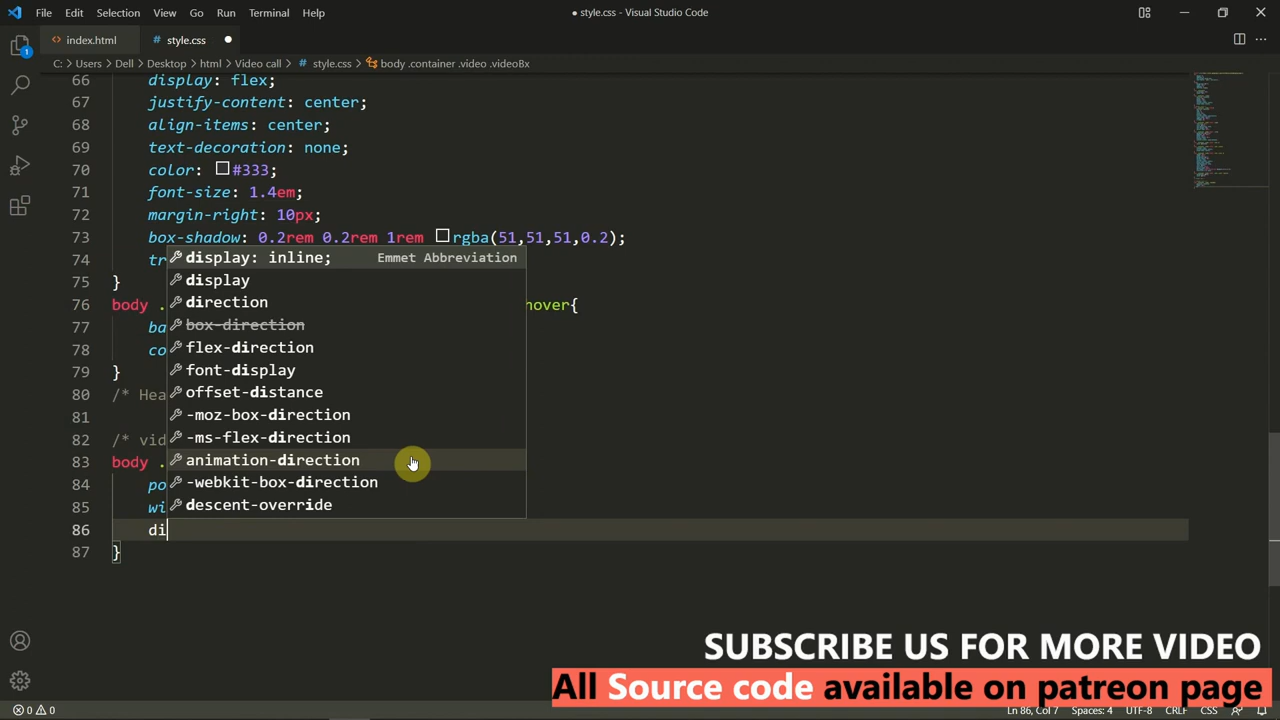 File Edit Selection View Go Run Terminal Help
● style.css - Visual Studio Code
<> index.html
# style.css ●
C: > Users > Dell > Desktop > html > Video call > # style.css > body .container .video .videoBx
66 display: flex;
67 justify-content: center;
68 align-items: center;
69 text-decoration: none;
70 color: #333;
71 font-size: 1.4em;
72 margin-right: 10px;
73 box-shadow: 0.2rem 0.2rem 1rem rgba(51,51,51,0.2);
74 tr
display: inline; Emmet Abbreviation
75 }
display
76 body . hover{
direction
77 ba
box-direction
78 co
flex-direction
79 }
font-display
80 /* Hea
offset-distance
81
-moz-box-direction
82 /* vid
-ms-flex-direction
83 body .
animation-direction
84 po
-webkit-box-direction
85 wi
descent-override
86 di
87 }
SUBSCRIBE US FOR MORE VIDEO
All Source code available on patreon page
0 0
Ln 86, Col 7 Spaces: 4 UTF-8 CRLF CSS
1